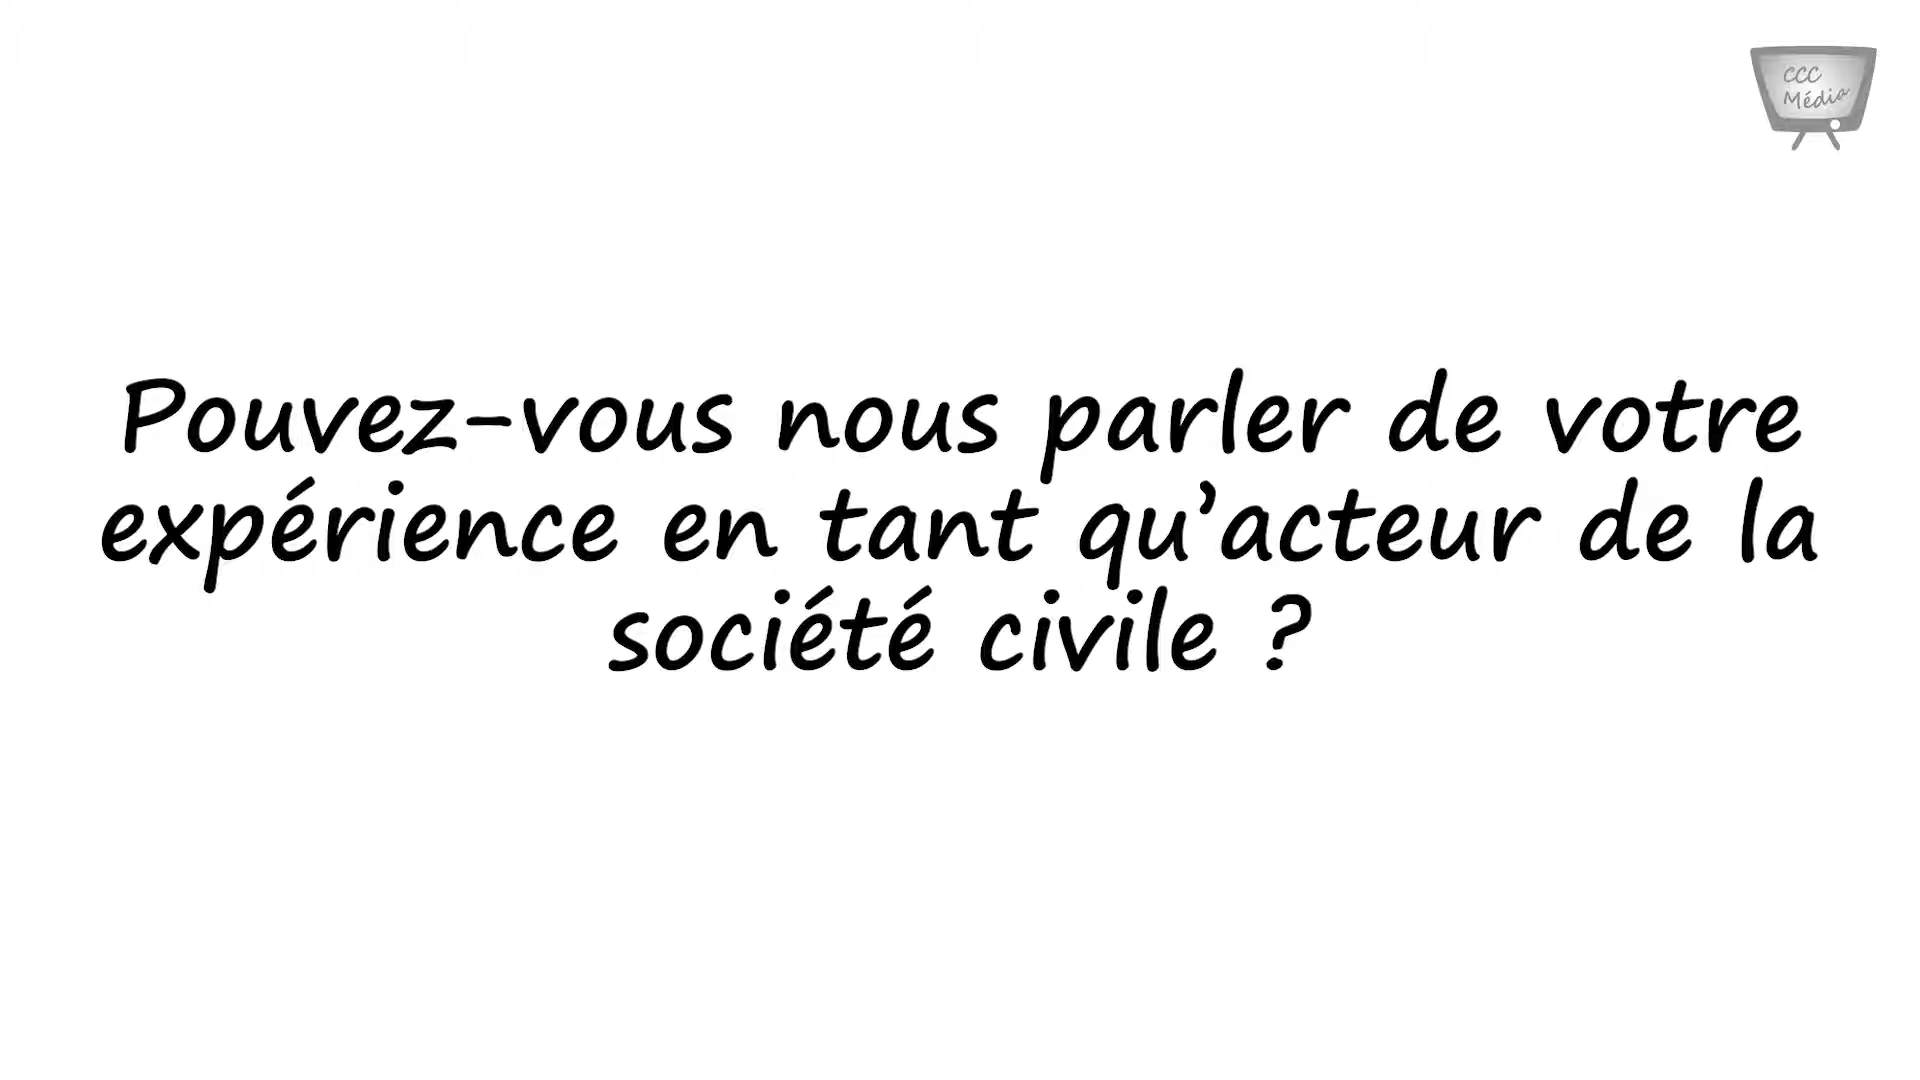 CCC
Média
Pouvez-vous nous parler de votre
expérience en tant qu’acteur de la
société civile ?